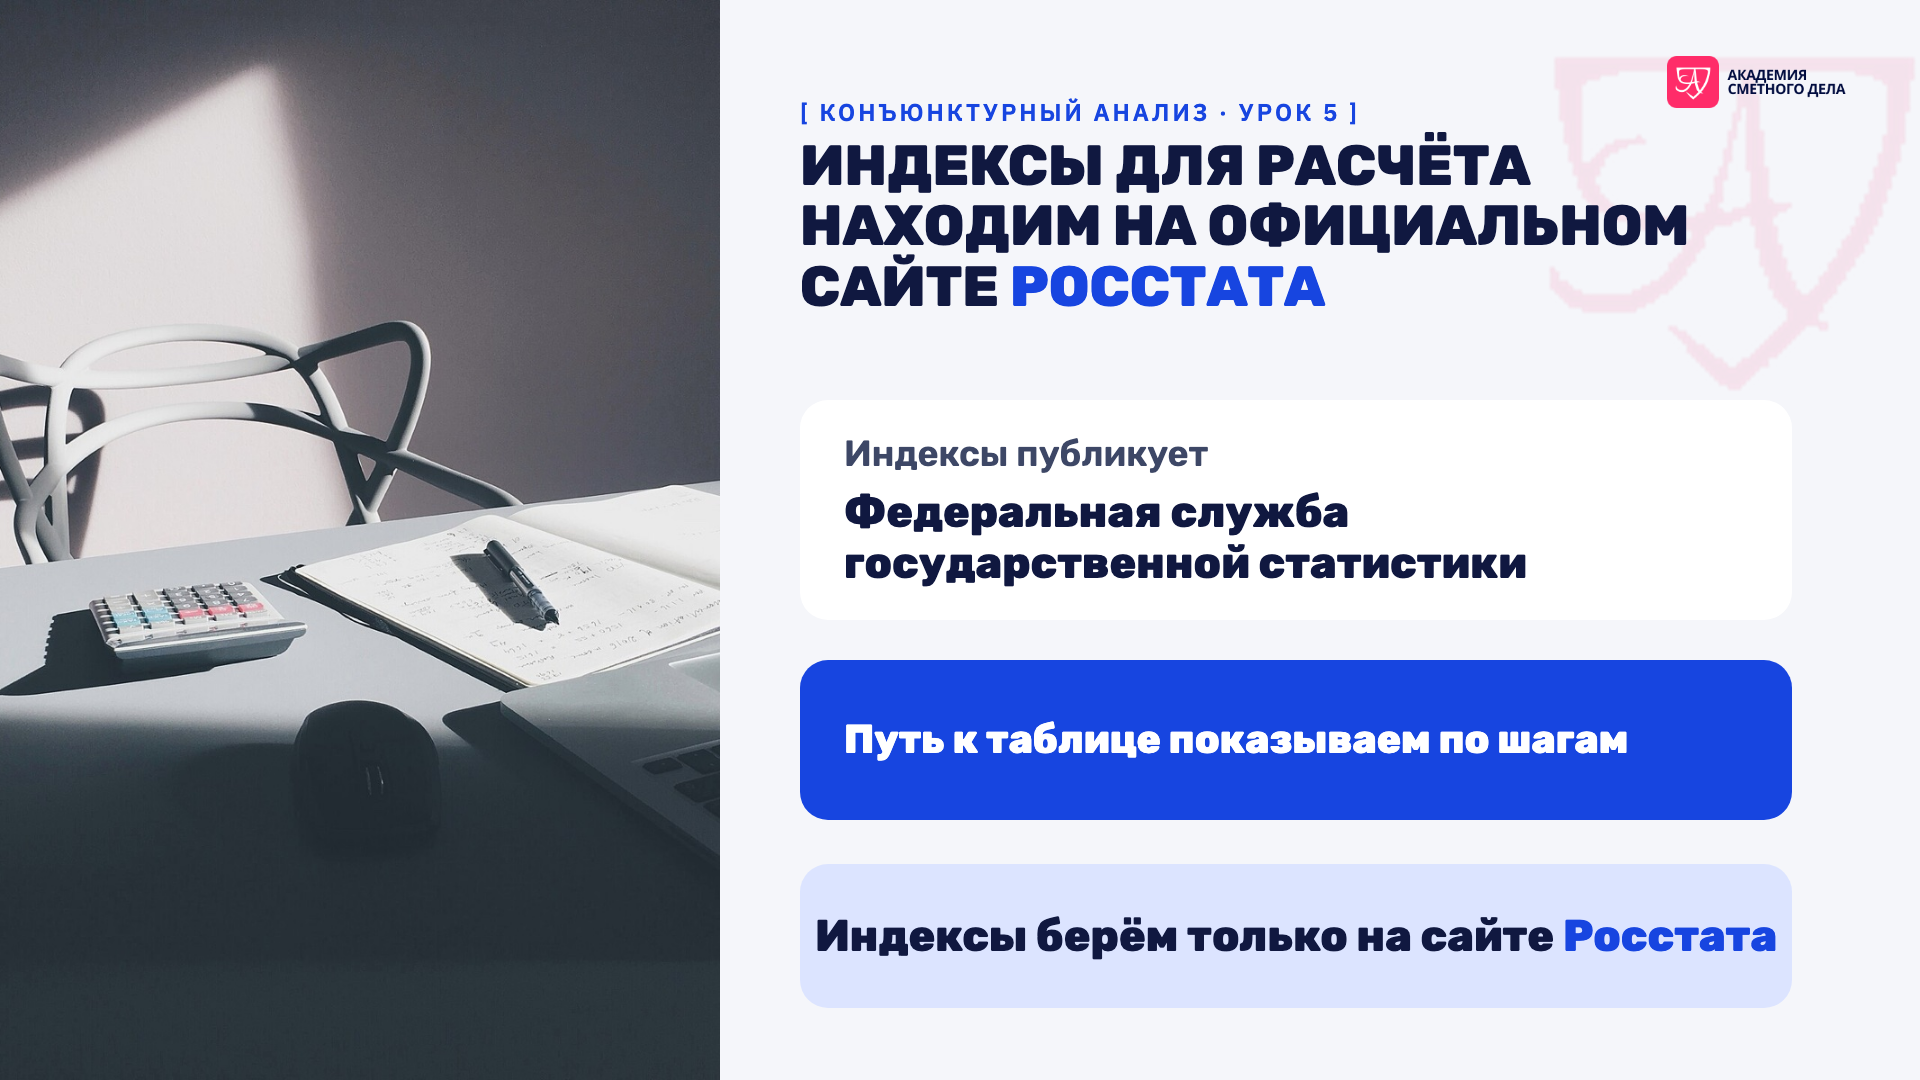 АКАДЕМИЯ
СМЕТНОГО ДЕЛА
[ КОНЪЮНКТУРНЫЙ АНАЛИЗ · УРОК 5 ]
ИНДЕКСЫ ДЛЯ РАСЧЁТА
НАХОДИМ НА ОФИЦИАЛЬНОМ
САЙТЕ РОССТАТА
Индексы публикует
Федеральная служба
государственной статистики
Путь к таблице показываем по шагам
Индексы берём только на сайте Росстата